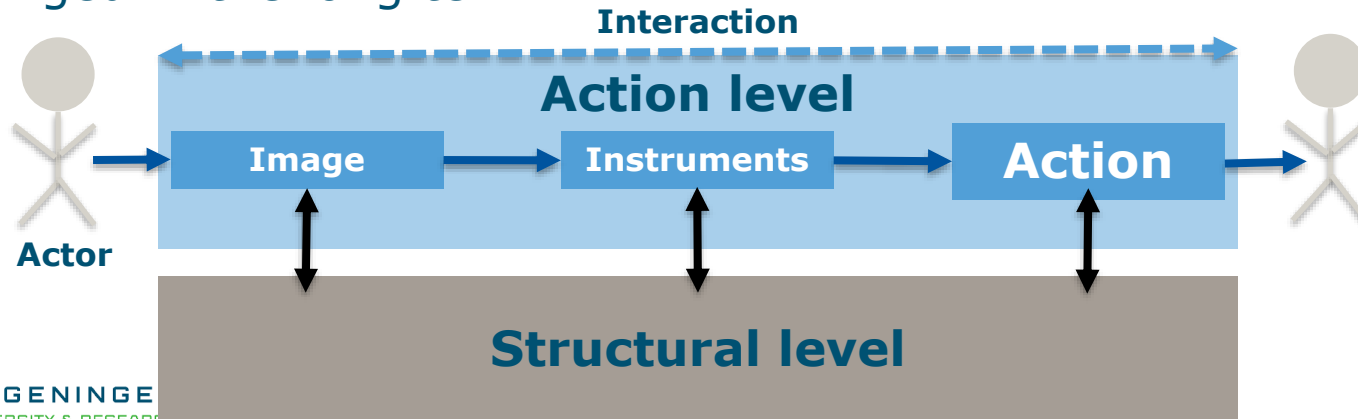 Interaction
Action level
Image
Instruments
Action
Actor
Structural level
GENINGE